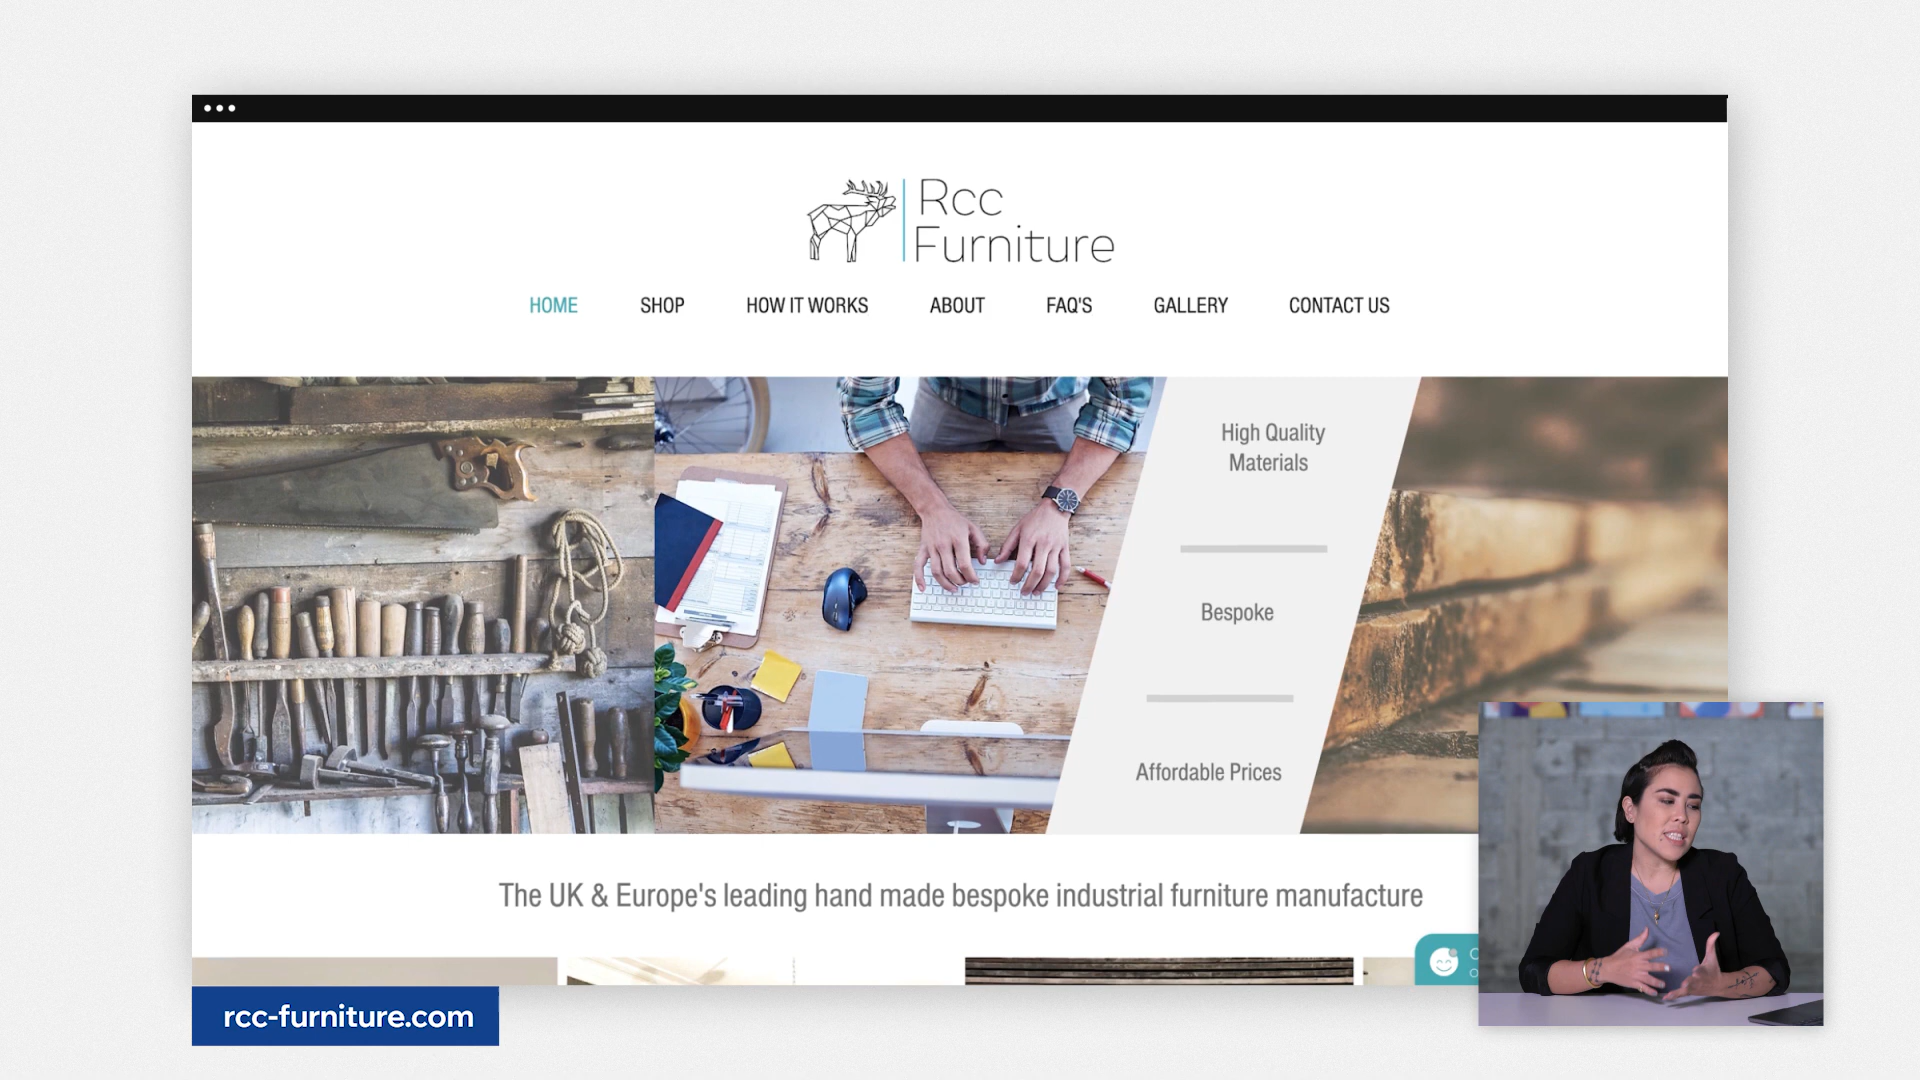 Rcc
Furniture
HOME SHOP HOW IT WORKS ABOUT FAQ'S GALLERY CONTACT US
High Quality
Materials
Bespoke
Affordable Prices
The UK & Europe's leading hand made bespoke industrial furniture manufacture
rcc-furniture.com